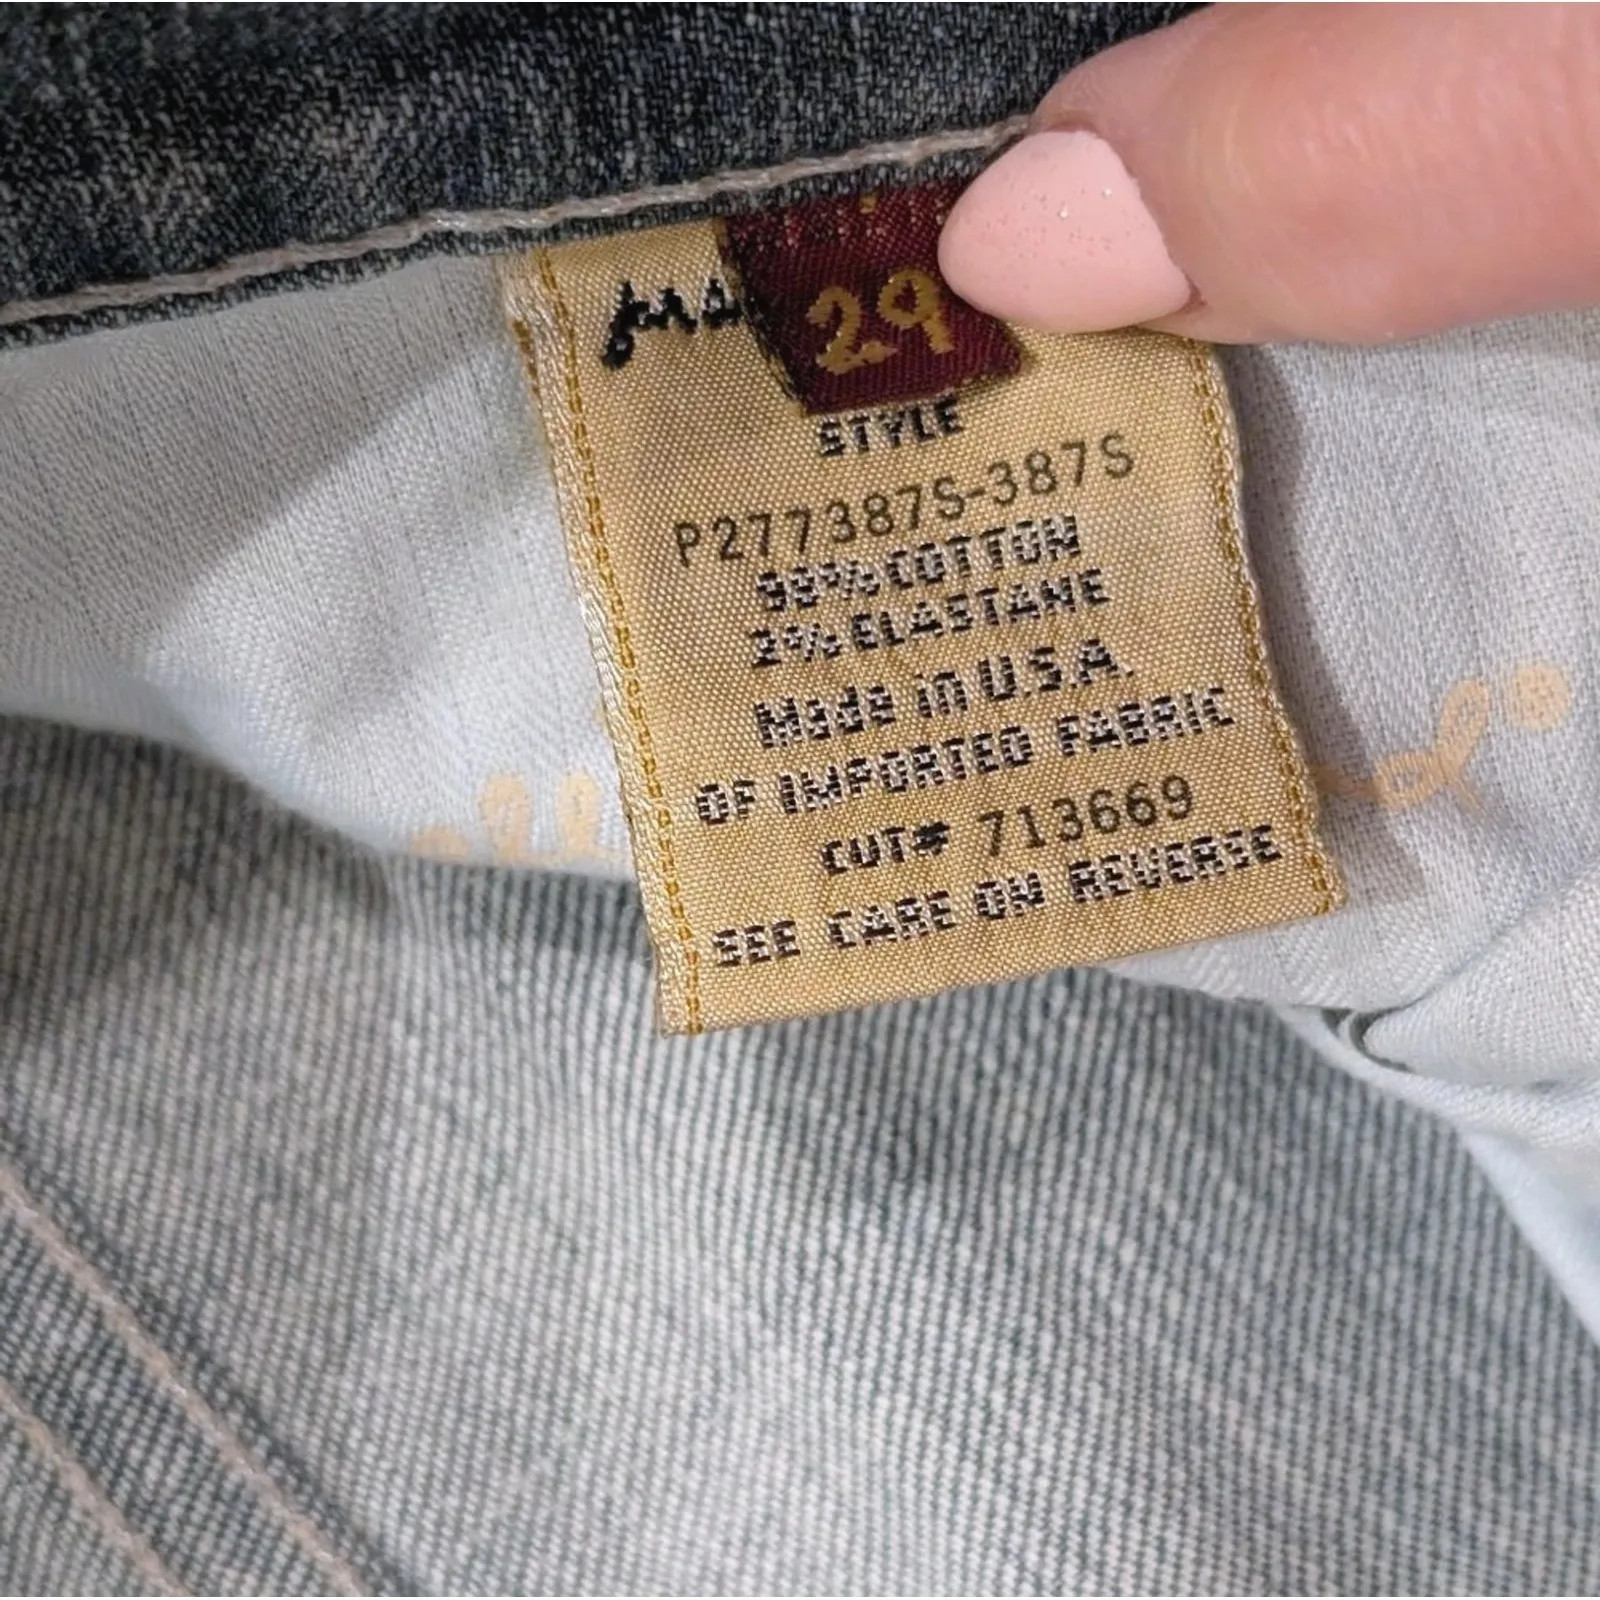 29
STYLE
P277387S-387S
98% COTTON
2% ELASTANE
Made in U.S.A.
OF IMPORTED FABRIC
CUT# 713669
SEE CARE ON REVERSE